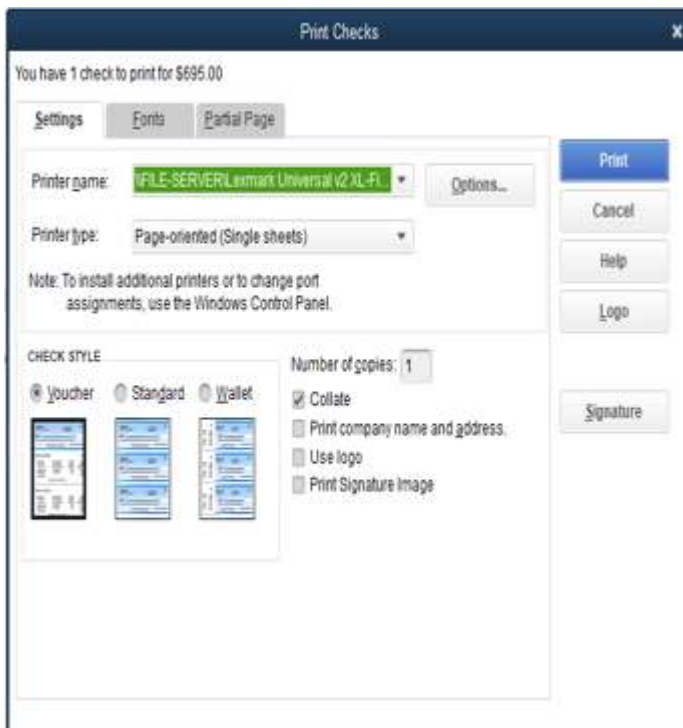 Print Checks
x
You have 1 check to print for $695.00
Settings
Fonts
Partial Page
Printer name:
\\FILE-SERVER\Lexmark Universal v2 XL-Fi...
Options...
Print
Cancel
Printer type:
Page-oriented (Single sheets)
Help
Note: To install additional printers or to change port
assignments, use the Windows Control Panel.
Logo
CHECK STYLE
Voucher
Standard
Wallet
Number of copies: 1
Collate
Print company name and address.
Use logo
Print Signature Image
Signature